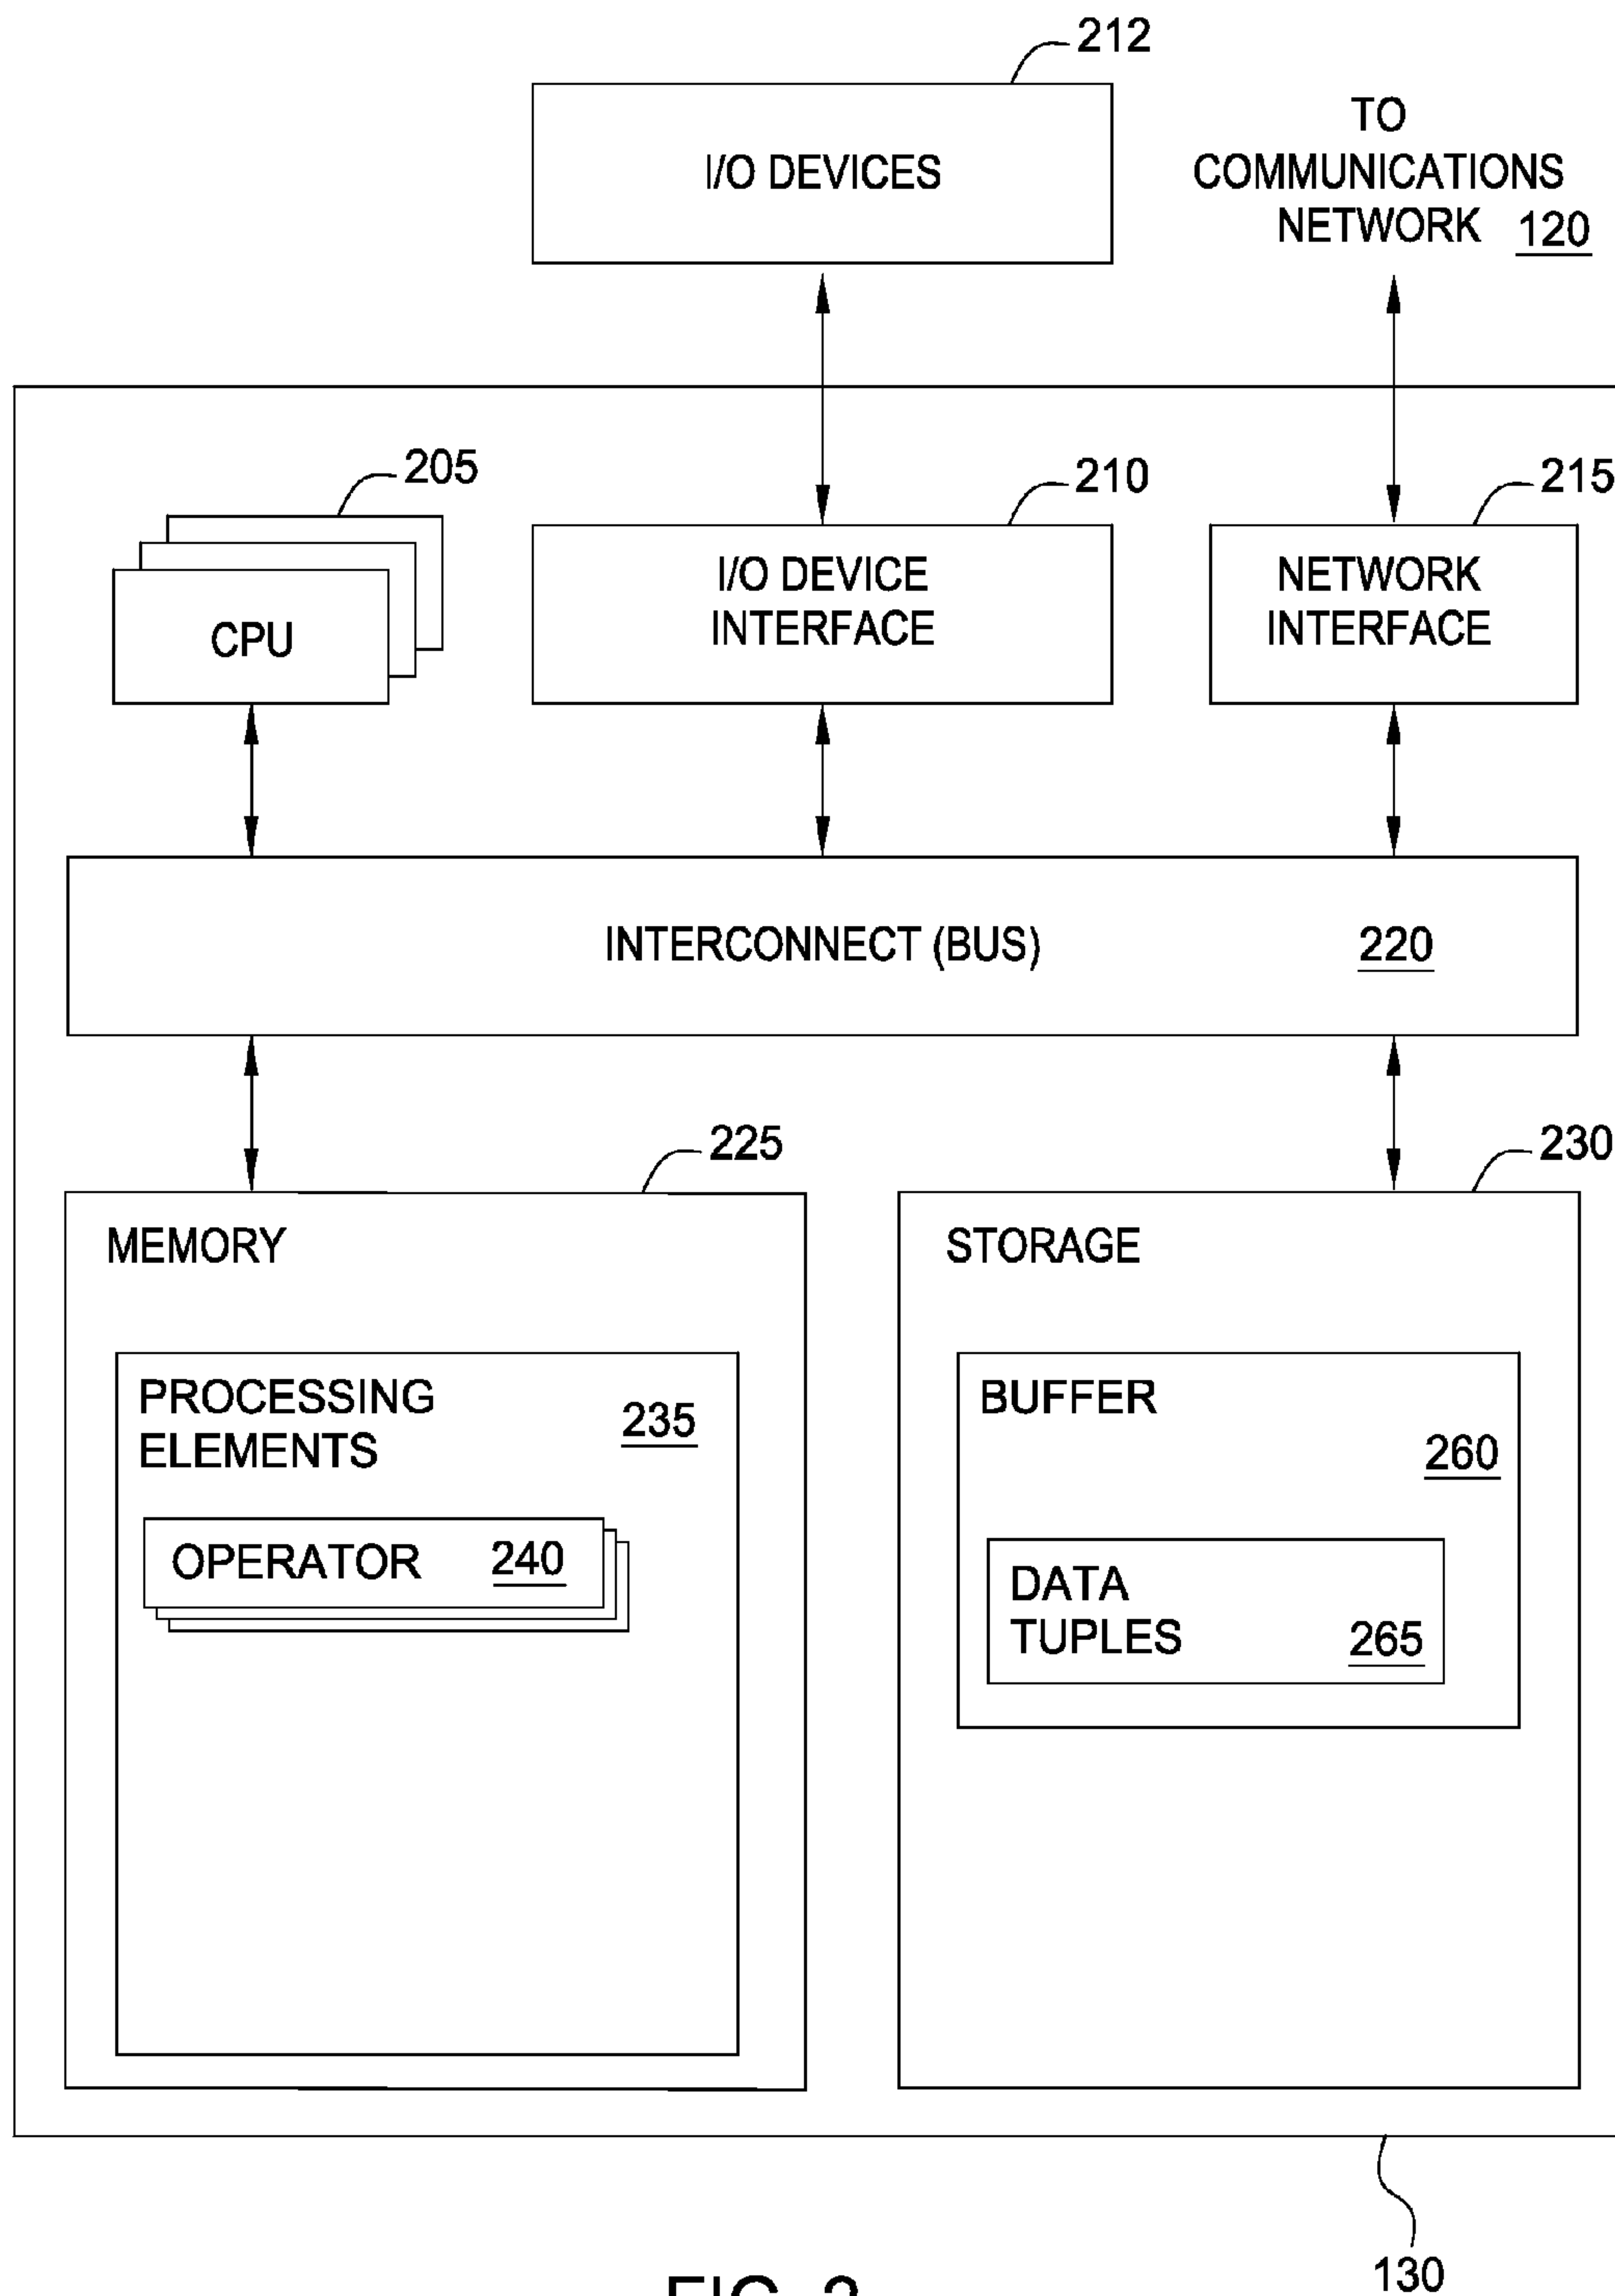 212
I/O DEVICES
TO
COMMUNICATIONS
NETWORK 120
205
210
215
CPU
I/O DEVICE
INTERFACE
NETWORK
INTERFACE
INTERCONNECT (BUS) 220
225
230
MEMORY
STORAGE
PROCESSING
ELEMENTS 235
OPERATOR 240
BUFFER
260
DATA
TUPLES 265
130